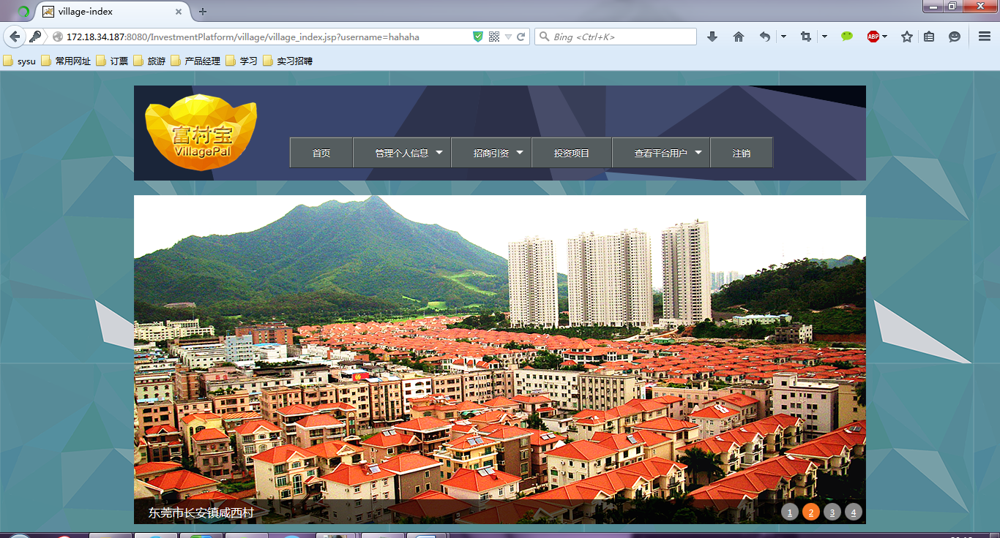 village-index
172.18.34.187:8080/InvestmentPlatform/village/village_index.jsp?username=hahaha
Bing <Ctrl+K>
ABP
sysu 常用网址 订票 旅游 产品经理 学习 实习招聘
富村宝
VillagePal
首页 管理个人信息 招商引资 投资项目 查看平台用户 注销
东莞市长安镇咸西村
1 2 3 4